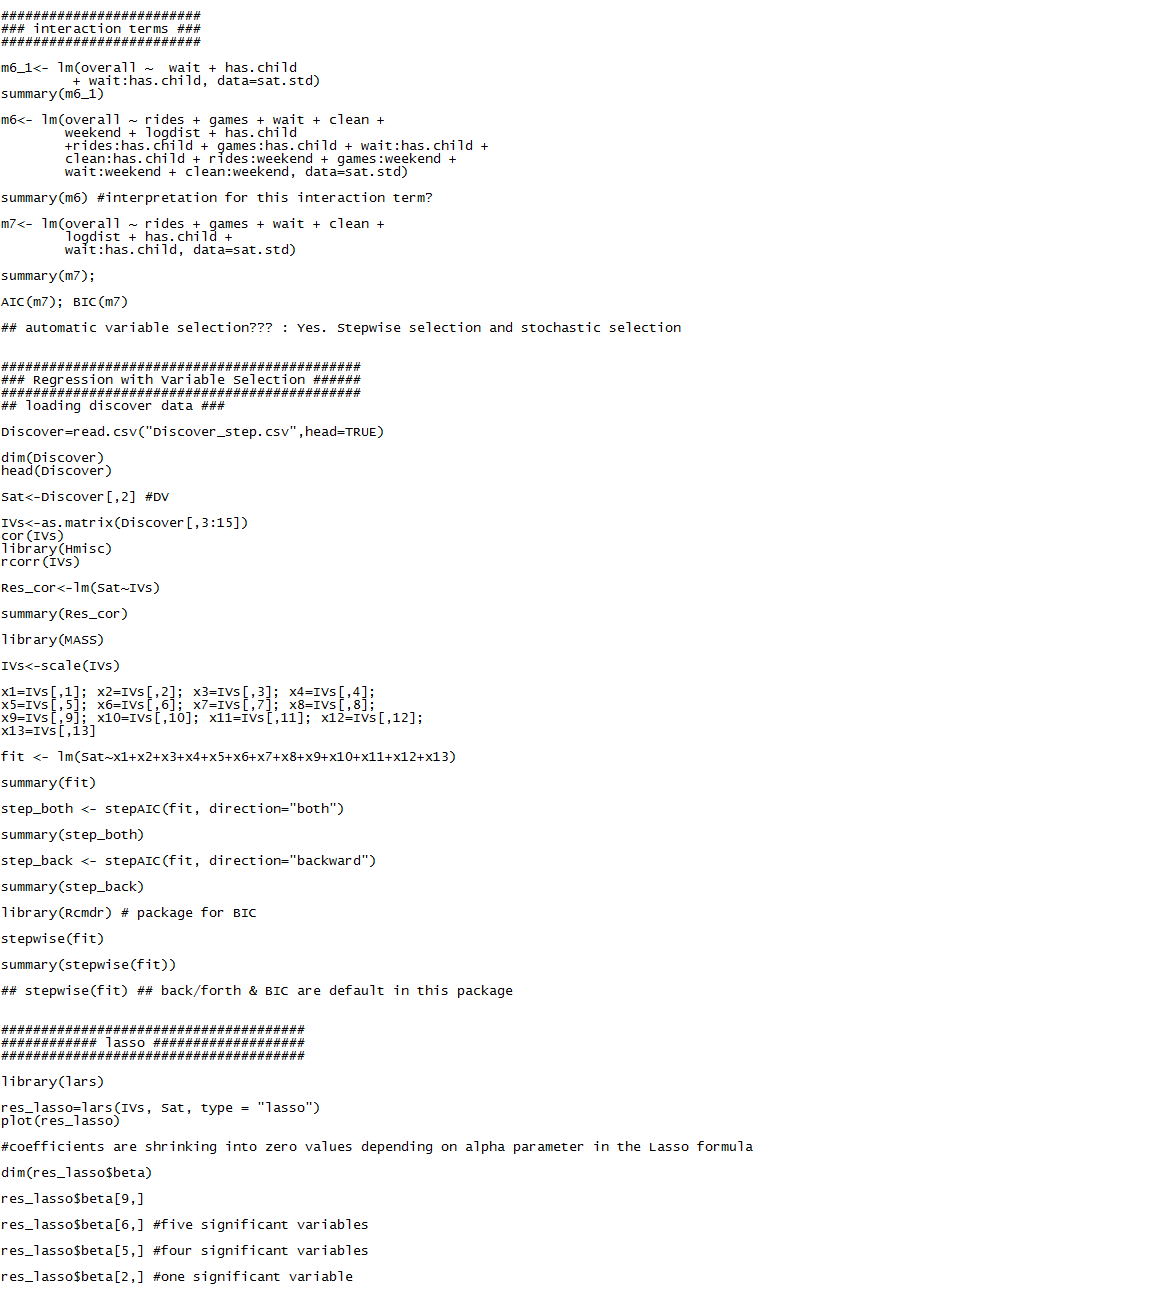 #########################
### interaction terms ###
#########################
m6_1<- lm(overall ~  wait + has.child
         + wait:has.child, data=sat.std)
summary(m6_1)
m6<- lm(overall ~ rides + games + wait + clean +
        weekend + logdist + has.child
        +rides:has.child + games:has.child + wait:has.child +
        clean:has.child + rides:weekend + games:weekend +
        wait:weekend + clean:weekend, data=sat.std)
summary(m6) #interpretation for this interaction term?
m7<- lm(overall ~ rides + games + wait + clean +
        logdist + has.child +
        wait:has.child, data=sat.std)
summary(m7);
AIC(m7); BIC(m7)
## automatic variable selection??? : Yes. Stepwise selection and stochastic selection
#############################################
### Regression with Variable Selection ######
#############################################
## loading discover data ###
Discover=read.csv("Discover_step.csv",head=TRUE)
dim(Discover)
head(Discover)
Sat<-Discover[,2] #DV
IVs<-as.matrix(Discover[,3:15])
cor(IVs)
library(Hmisc)
rcorr(IVs)
Res_cor<-lm(Sat~IVs)
summary(Res_cor)
library(MASS)
IVs<-scale(IVs)
x1=IVs[,1]; x2=IVs[,2]; x3=IVs[,3]; x4=IVs[,4];
x5=IVs[,5]; x6=IVs[,6]; x7=IVs[,7]; x8=IVs[,8];
x9=IVs[,9]; x10=IVs[,10]; x11=IVs[,11]; x12=IVs[,12];
x13=IVs[,13]
fit <- lm(Sat~x1+x2+x3+x4+x5+x6+x7+x8+x9+x10+x11+x12+x13)
summary(fit)
step_both <- stepAIC(fit, direction="both")
summary(step_both)
step_back <- stepAIC(fit, direction="backward")
summary(step_back)
library(Rcmdr) # package for BIC
stepwise(fit)
summary(stepwise(fit))
## stepwise(fit) ## back/forth & BIC are default in this package
######################################
############ lasso ###################
######################################
library(lars)
res_lasso=lars(IVs, Sat, type = "lasso")
plot(res_lasso)
#coefficients are shrinking into zero values depending on alpha parameter in the Lasso formula
dim(res_lasso$beta)
res_lasso$beta[9,]
res_lasso$beta[6,] #five significant variables
res_lasso$beta[5,] #four significant variables
res_lasso$beta[2,] #one significant variable